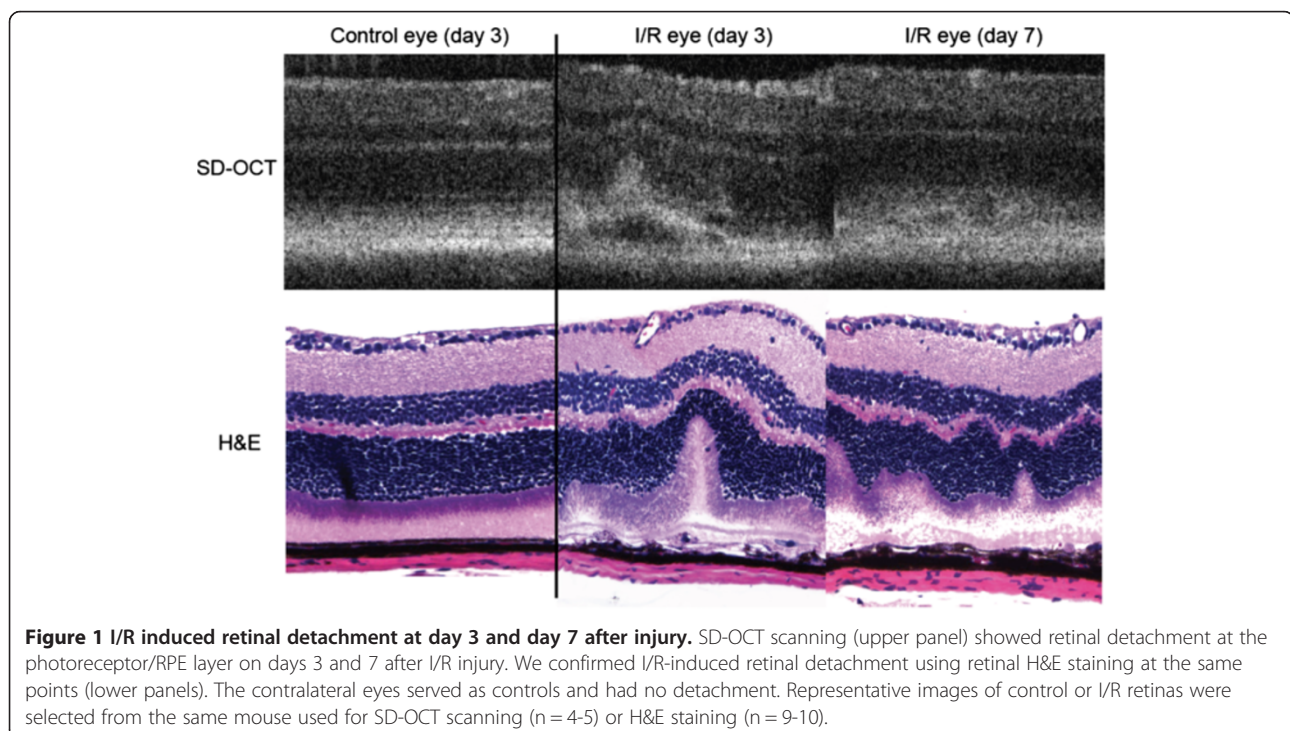 Control eye (day 3)
I/R eye (day 3)
I/R eye (day 7)
SD-OCT
H&E
Figure 1 I/R induced retinal detachment at day 3 and day 7 after injury. SD-OCT scanning (upper panel) showed retinal detachment at the
photoreceptor/RPE layer on days 3 and 7 after I/R injury. We confirmed I/R-induced retinal detachment using retinal H&E staining at the same
points (lower panels). The contralateral eyes served as controls and had no detachment. Representative images of control or I/R retinas were
selected from the same mouse used for SD-OCT scanning (n = 4-5) or H&E staining (n = 9-10).